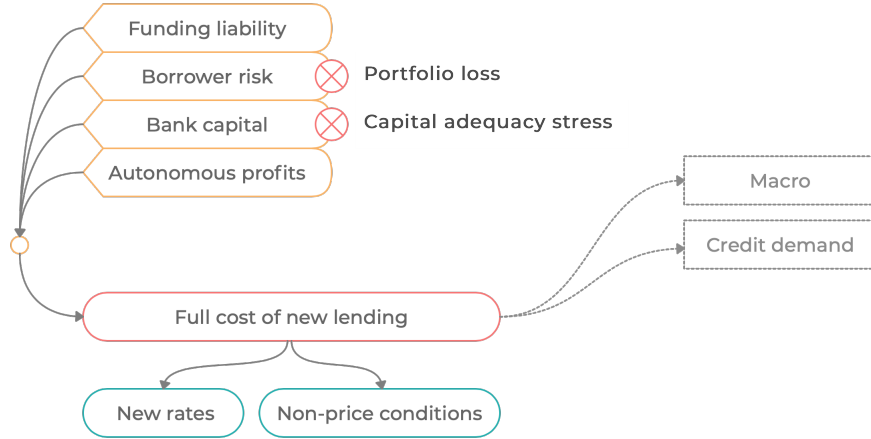 Funding liability
Borrower risk
Portfolio loss
Bank capital
Capital adequacy stress
Autonomous profits
Macro
Credit demand
Full cost of new lending
New rates
Non-price conditions